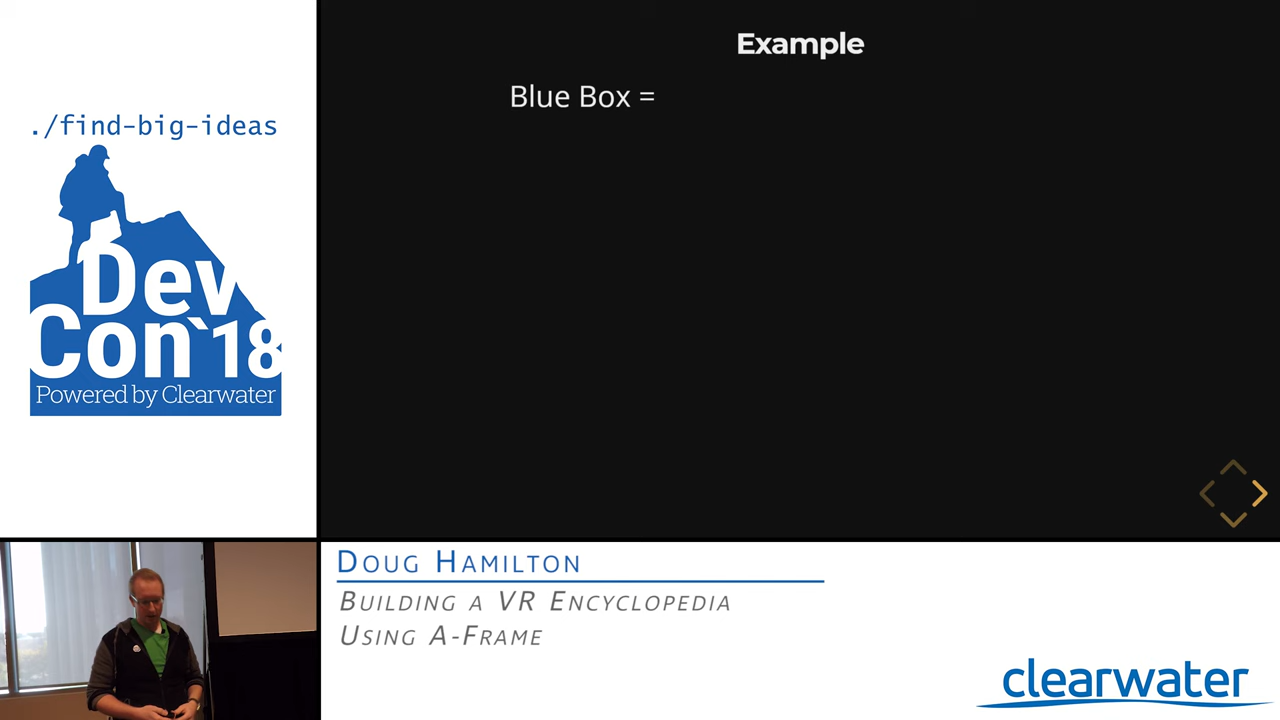 ./find-big-ideas
Dev
Con`18
Powered by Clearwater
Example
Blue Box =
Doug Hamilton
Building a VR Encyclopedia
Using A-Frame
clearwater